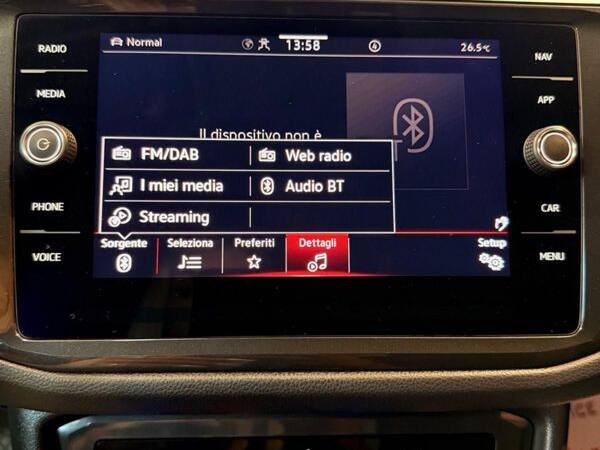 RADIO
MEDIA
PHONE
VOICE
Normal
13:58
4
26.5°C
Il dispositivo non è
FM/DAB
Web radio
I miei media
Audio BT
Streaming
Sorgente
Seleziona
Preferiti
Dettagli
Setup
NAV
APP
CAR
MENU